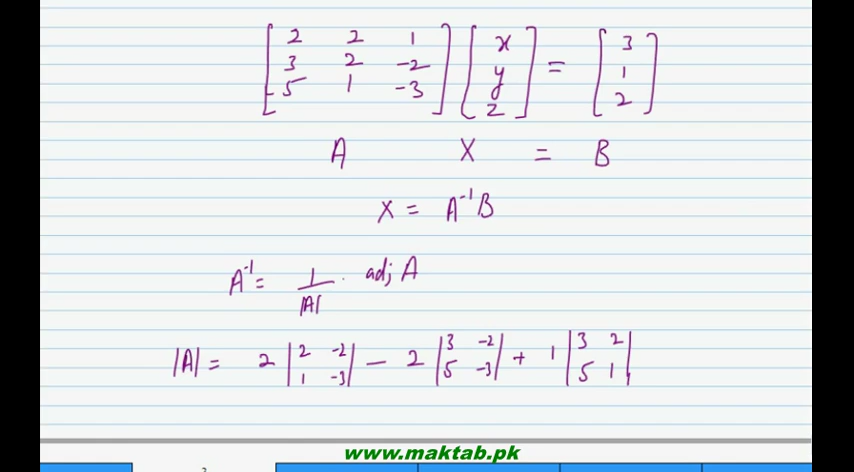 [2 2 1] [x] = [3]
[3 2 -2] [y] [1]
[5 1 -3] [z] [2]
A X = B
X = A⁻¹B
A⁻¹ = 1/|A| . adj A
|A| = 2 |2 -2; 1 -3| - 2 |3 -2; 5 -3| + 1 |3 2; 5 1|
www.maktab.pk